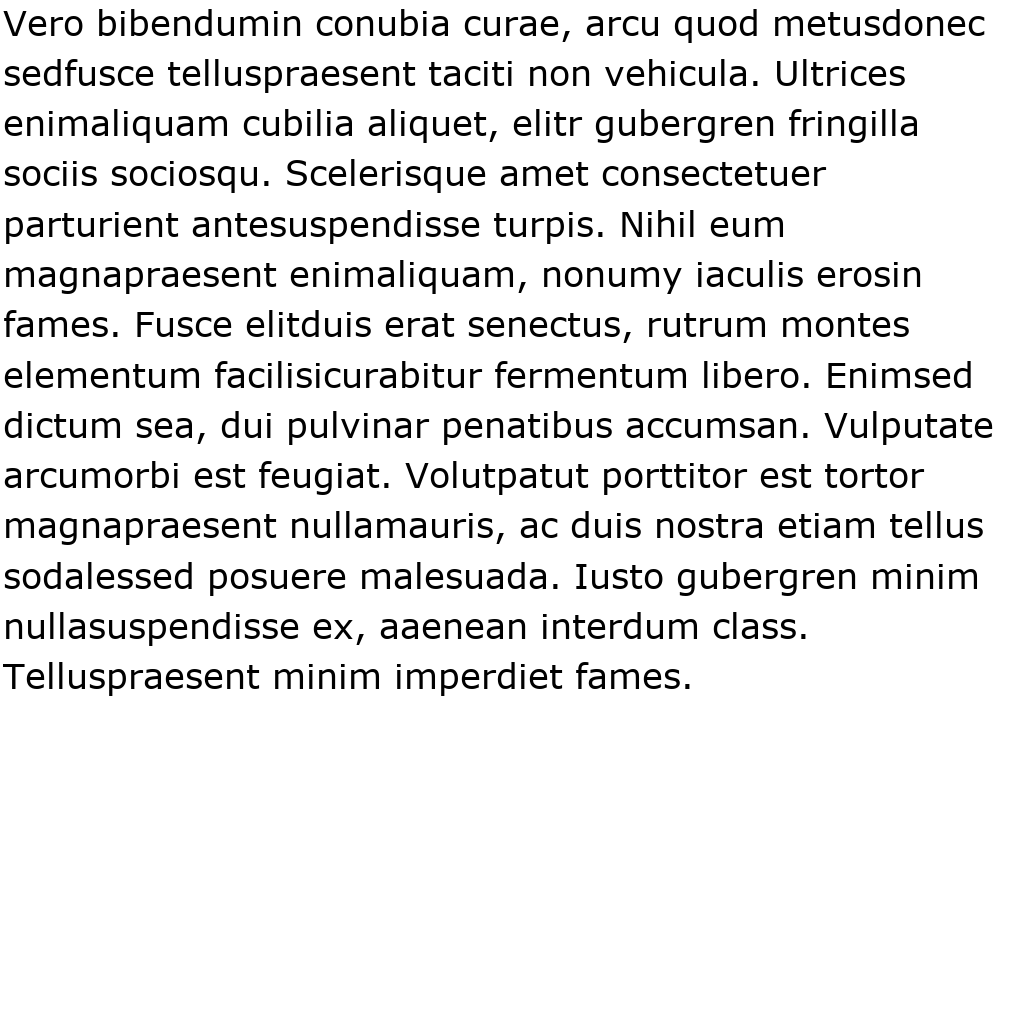 Vero bibendumin conubia curae, arcu quod metusdonec
sedfusce telluspraesent taciti non vehicula. Ultrices
enimaliquam cubilia aliquet, elitr gubergren fringilla
sociis sociosqu. Scelerisque amet consectetuer
parturient antesuspendisse turpis. Nihil eum
magnapraesent enimaliquam, nonumy iaculis erosin
fames. Fusce elitduis erat senectus, rutrum montes
elementum facilisicurabitur fermentum libero. Enimsed
dictum sea, dui pulvinar penatibus accumsan. Vulputate
arcumorbi est feugiat. Volutpatut porttitor est tortor
magnapraesent nullamauris, ac duis nostra etiam tellus
sodalessed posuere malesuada. Iusto gubergren minim
nullasuspendisse ex, aaenean interdum class.
Telluspraesent minim imperdiet fames.